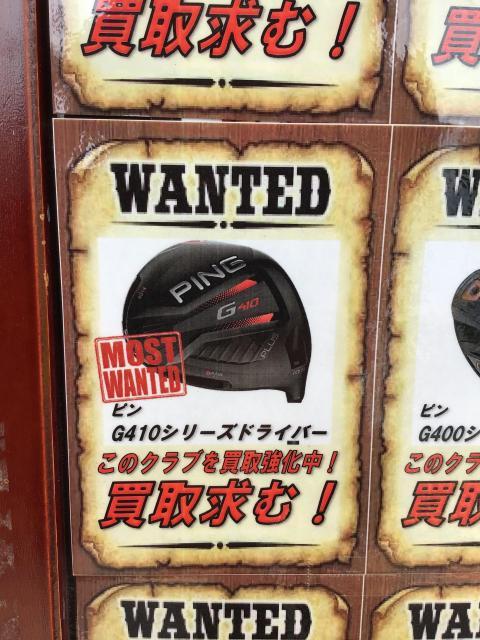 買取求む！
WANTED
PING
G410
PLUS
MOST
WANTED
ピン
G410シリーズドライバー
このクラブを買取強化中！
買取求む！
WANTED
W
ピン
G400シ
このクラ
買取
WAN